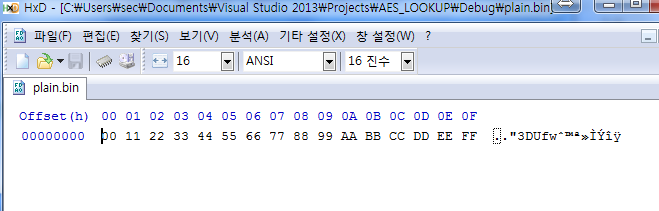 HxD - [C:₩Users₩sec₩Documents₩Visual Studio 2013₩Projects₩AES_LOOKUP₩Debug₩plain.bin]
파일(F) 편집(E) 찾기(S) 보기(V) 분석(A) 기타 설정(X) 창 설정(W) ?
16 ANSI 16 진수
plain.bin
Offset(h) 00 01 02 03 04 05 06 07 08 09 0A 0B 0C 0D 0E 0F
00000000 00 11 22 33 44 55 66 77 88 99 AA BB CC DD EE FF .."3DUfwˆ™ª»ÌÝîÿ